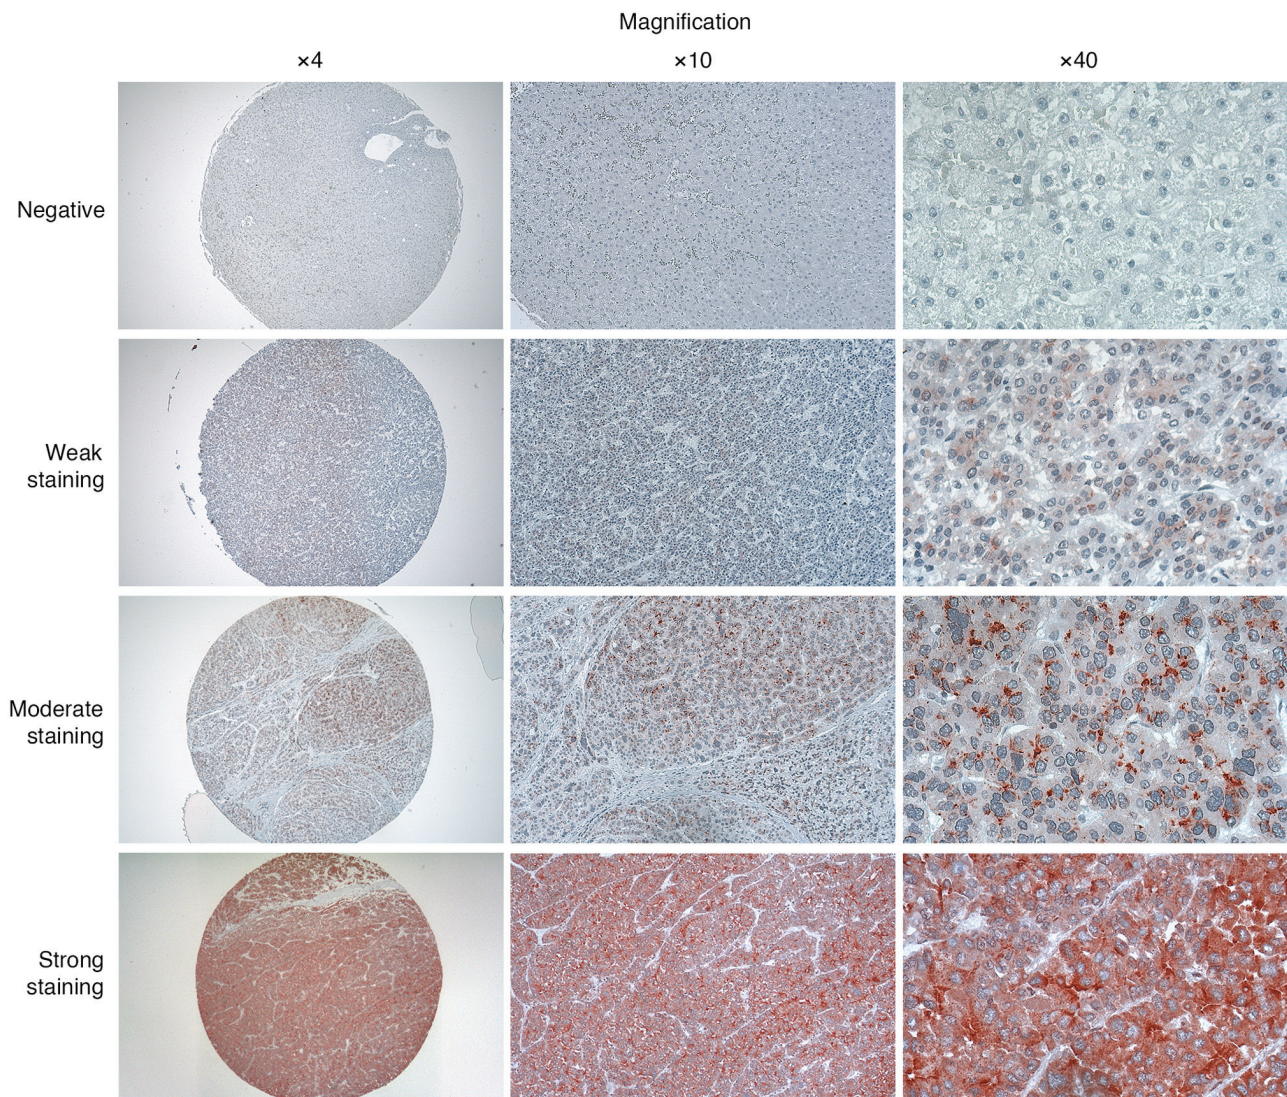 Magnification
×4
×10
×40
Negative
Weak
staining
Moderate
staining
Strong
staining